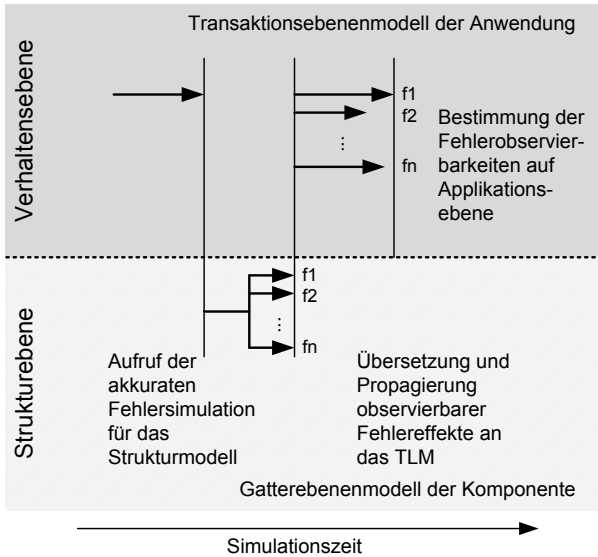 Transaktionsebenenmodell der Anwendung
Verhaltensebene
f1
f2
...
fn
Bestimmung der
Fehlerobservier-
barkeiten auf
Applikations-
ebene
Strukturebene
f1
f2
...
fn
Aufruf der
akkuraten
Fehlersimulation
für das
Strukturmodell
Übersetzung und
Propagierung
observierbarer
Fehlereffekte an
das TLM
Gatterebenenmodell der Komponente
Simulationszeit